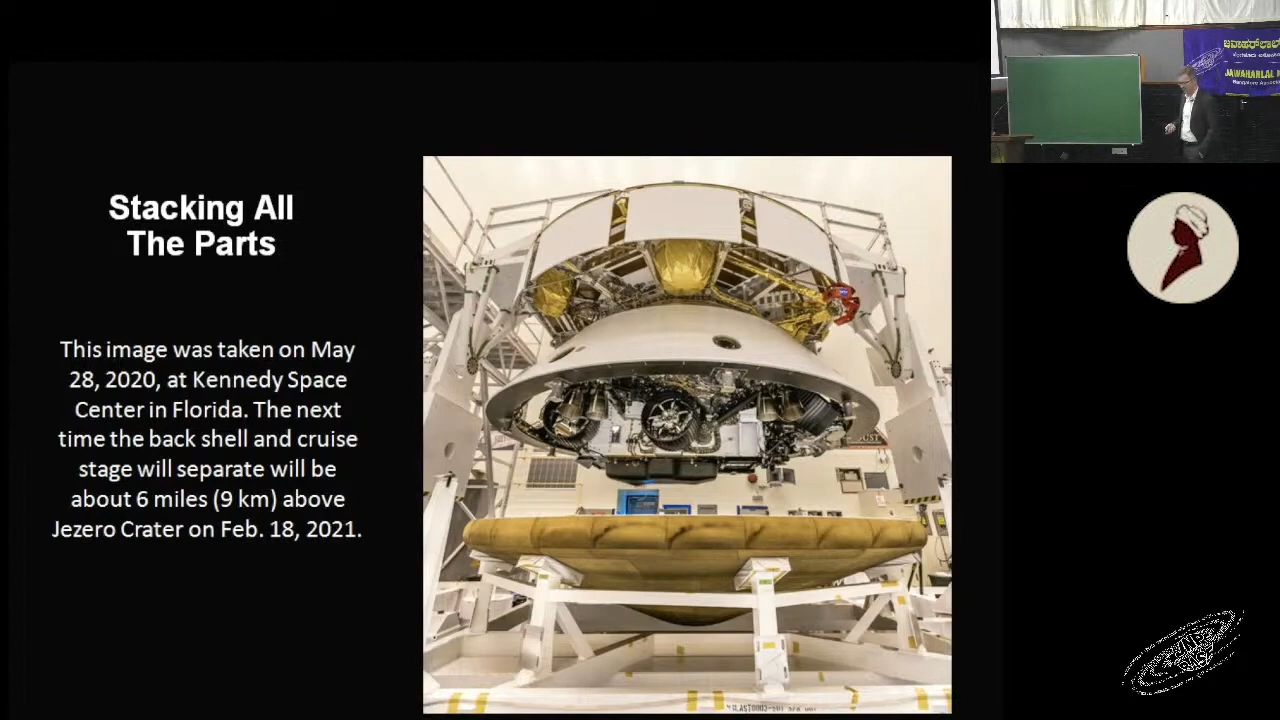 Stacking All
The Parts
This image was taken on May
28, 2020, at Kennedy Space
Center in Florida. The next
time the back shell and cruise
stage will separate will be
about 6 miles (9 km) above
Jezero Crater on Feb. 18, 2021.
ಜವಾಹರ್‌ಲಾಲ್
JAWAHARLAL